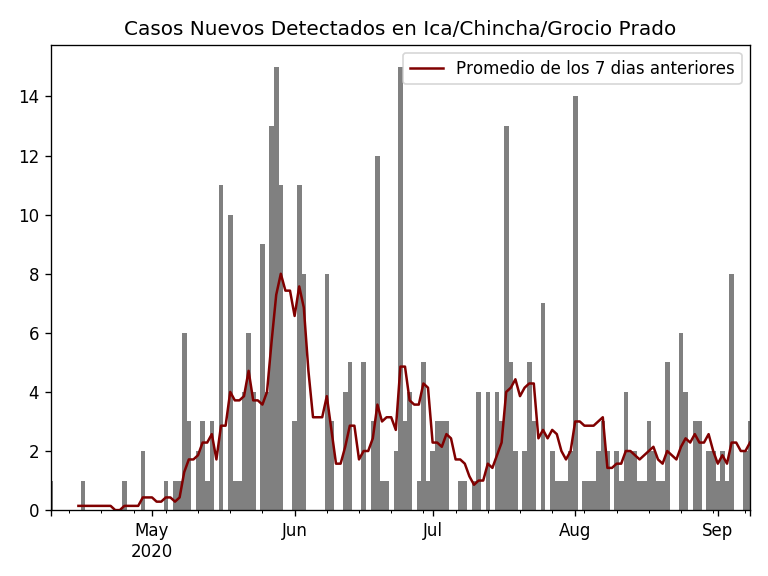 Casos Nuevos Detectados en Ica/Chincha/Grocio Prado
Promedio de los 7 dias anteriores
14
12
10
8
6
4
2
0
May
2020
Jun
Jul
Aug
Sep